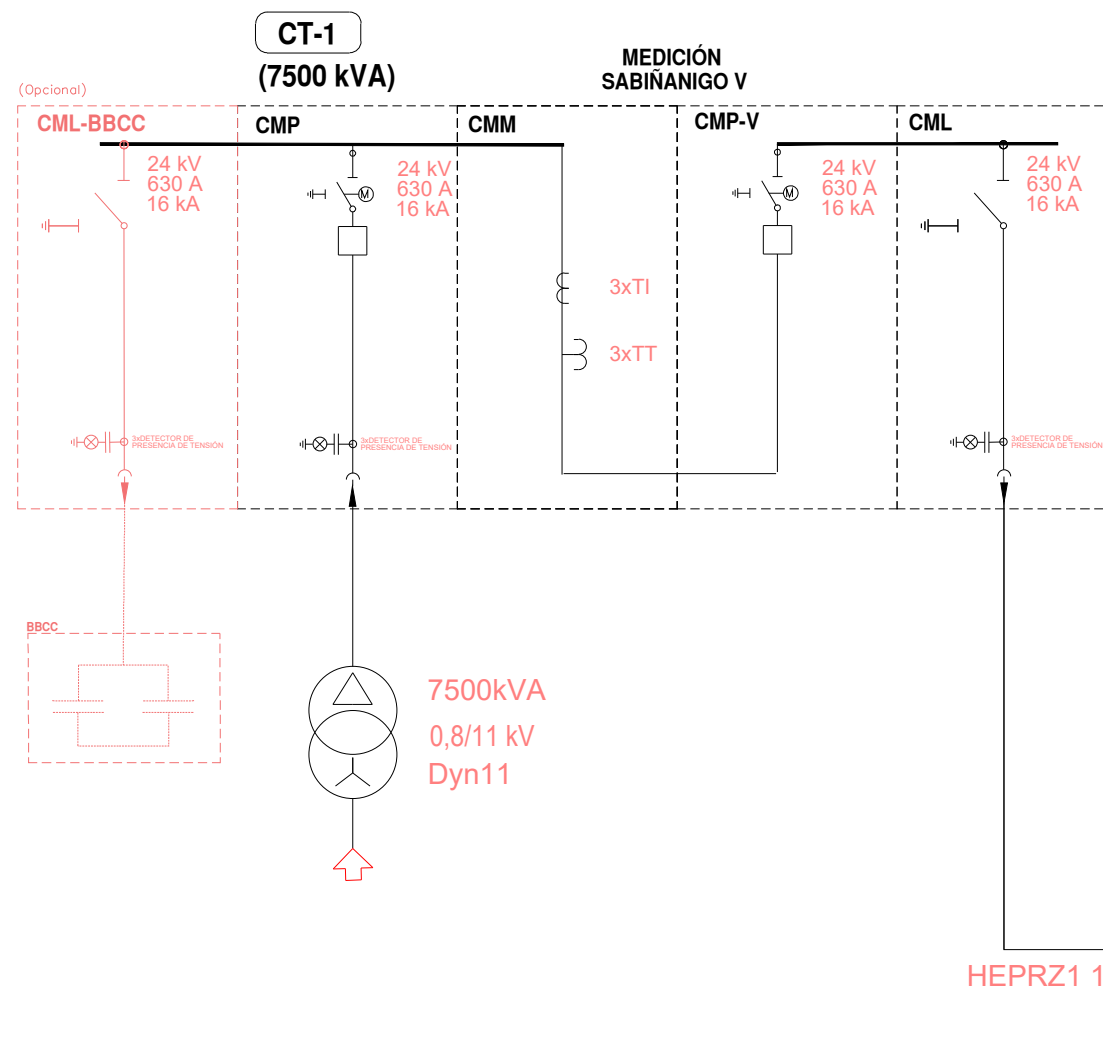 CT-1
(7500 kVA)
MEDICIÓN
SABIÑANIGO V
(Opcional)
CML-BBCC
CMP
CMM
CMP-V
CML
24 kV
630 A
16 kA
24 kV
630 A
16 kA
24 kV
630 A
16 kA
24 kV
630 A
16 kA
M
M
3xTI
3xTT
3xDETECTOR DE
PRESENCIA DE TENSIÓN
3xDETECTOR DE
PRESENCIA DE TENSIÓN
3xDETECTOR DE
PRESENCIA DE TENSIÓN
BBCC
7500kVA
0,8/11 kV
Dyn11
HEPRZ1 1